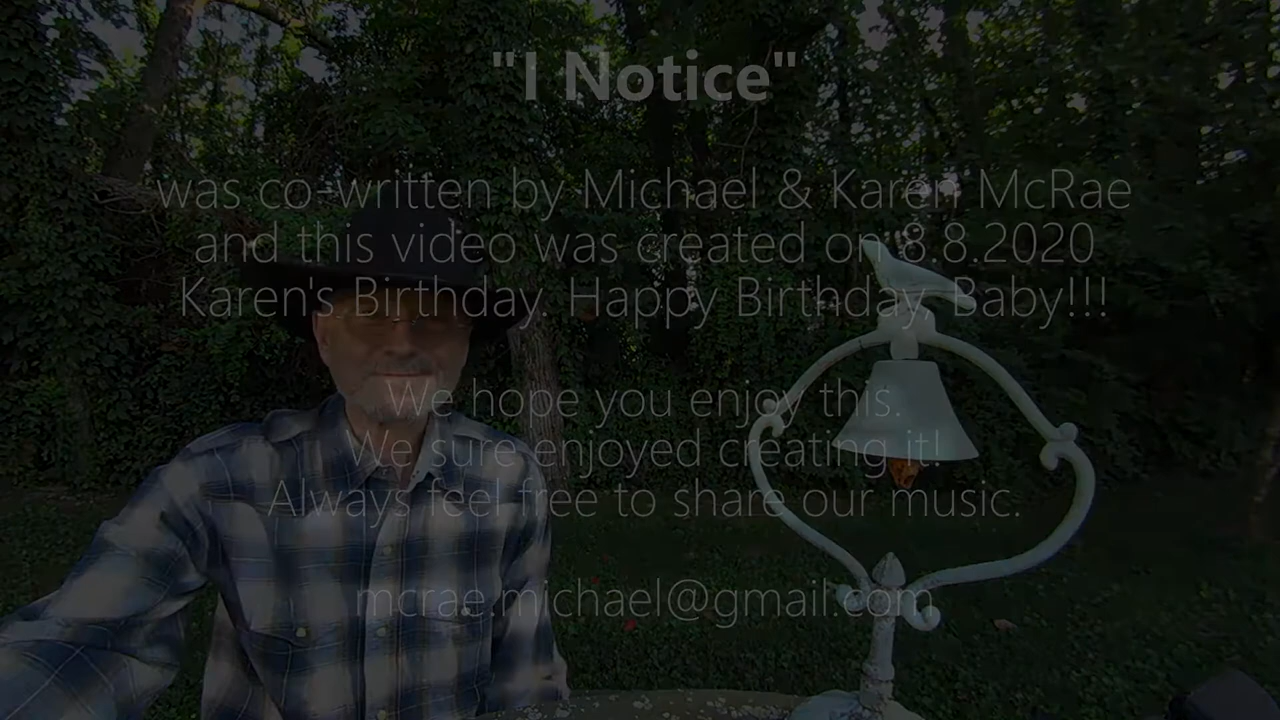 "I Notice"
was co-written by Michael & Karen McRae
and this video was created on 8.8.2020
Karen's Birthday. Happy Birthday, Baby!!!
We hope you enjoy this.
We sure enjoyed creating it!
Always feel free to share our music.
mcrae.michael@gmail.com